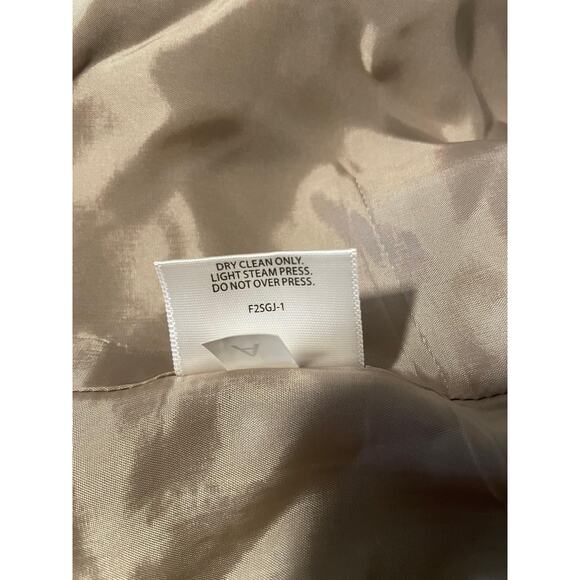 DRY CLEAN ONLY.
LIGHT STEAM PRESS.
DO NOT OVER PRESS.
F2SGJ-1